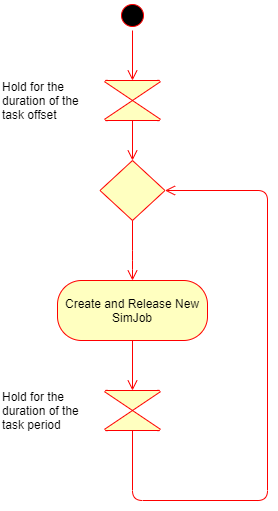 Hold for the
duration of the
task offset
Create and Release New
SimJob
Hold for the
duration of the
task period